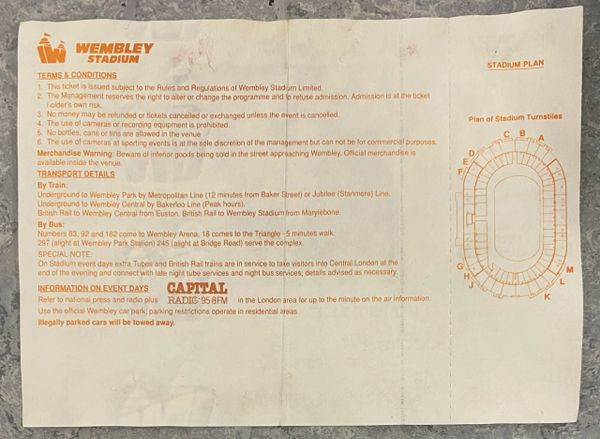 WEMBLEY
STADIUM
TERMS & CONDITIONS
1. This ticket is issued subject to the Rules and Regulations of Wembley Stadium Limited.
2. The Management reserves the right to alter or change the programme and to refuse admission. Admission is at the ticket
holder's own risk.
3. No money may be refunded or tickets cancelled or exchanged unless the event is cancelled.
4. The use of cameras or recording equipment is prohibited.
5. No bottles, cans or tins are allowed in the venue
6. The use of cameras at sporting events is at the sole discretion of the management but can not be for commercial purposes.
Merchandise Warning: Beware of inferior goods being sold in the street approaching Wembley. Official merchandise is
available inside the venue.
TRANSPORT DETAILS
By Train:
Underground to Wembley Park by Metropolitan Line (12 minutes from Baker Street) or Jubilee (Stanmore) Line.
Underground to Wembley Central by Bakerloo Line (Peak hours).
British Rail to Wembley Central from Euston. British Rail to Wembley Stadium from Marylebone.
By Bus:
Numbers 83, 92 and 182 come to Wembley Arena, 18 comes to the Triangle -5 minutes walk.
297 (alight at Wembley Park Station) 245 (alight at Bridge Road) serve the complex.
SPECIAL NOTE:
On Stadium event days extra Tubes and British Rail trains are in service to take visitors into Central London at the
end of the evening and connect with late night tube services and night bus services; details advised as necessary.
INFORMATION ON EVENT DAYS
Refer to national press and radio plus CAPITAL RADIO·95·8FM in the London area for up to the minute on the air information.
Use the official Wembley car park; parking restrictions operate in residential areas.
Illegally parked cars will be towed away.
STADIUM PLAN
Plan of Stadium Turnstiles
C B A
D
E
F
G
H
J
M
L
K